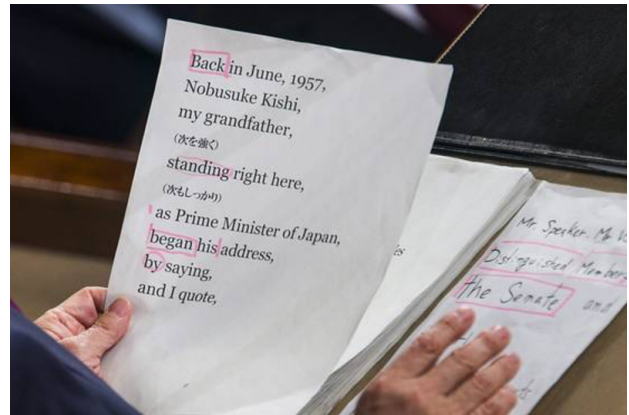 Back in June, 1957,
Nobusuke Kishi,
my grandfather,
（次を強く）
standing right here,
（次もしっかり）
as Prime Minister of Japan,
began his address,
by saying,
and I quote,
Mr. Speaker, Mr.
Distinguished Members
the Senate and